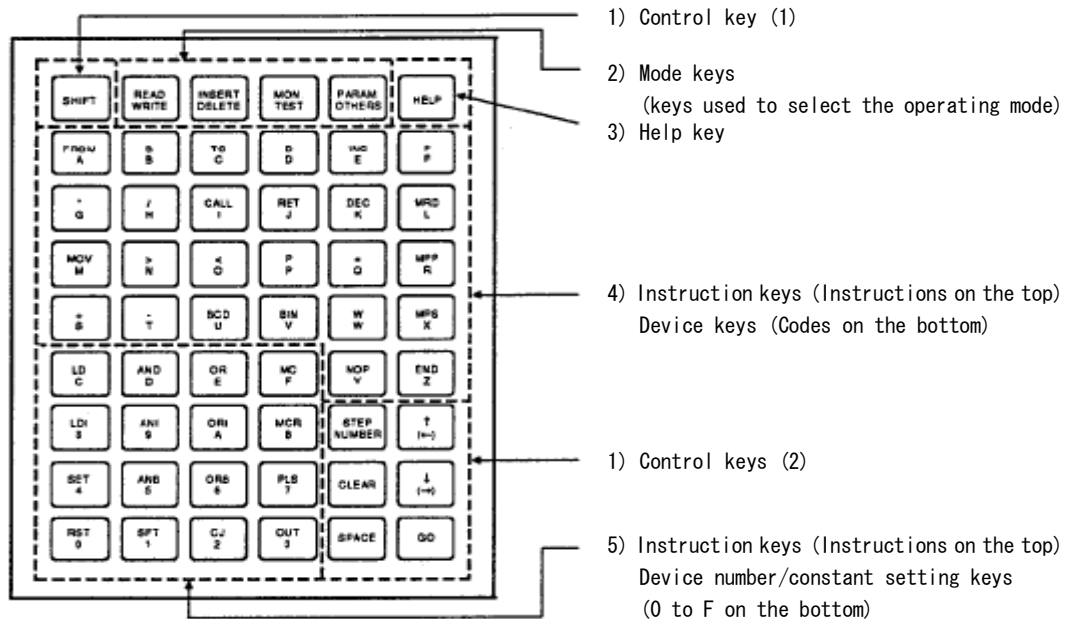 1) Control key (1)
2) Mode keys
(keys used to select the operating mode)
3) Help key
4) Instruction keys (Instructions on the top)
Device keys (Codes on the bottom)
1) Control keys (2)
5) Instruction keys (Instructions on the top)
Device number/constant setting keys
(0 to F on the bottom)
SHIFT READ INSERT MON PARAM HELP
WRITE DELETE TEST OTHERS
FROM TO
A B C D E F
/ CALL RET DEC MRD
G H I J K L
MOV > < P MPP
M N O P Q R
+ - BCD BIN W MPS
S T U V W X
LD AND OR MC NOP END
C D E F Y Z
LDI ANI ORI MCR STEP ↑
9 A B NUMBER (←)
SET ANB ORB PLS CLEAR ↓
4 5 6 7 (→)
RST SFT CJ OUT SPACE GO
0 1 2 3